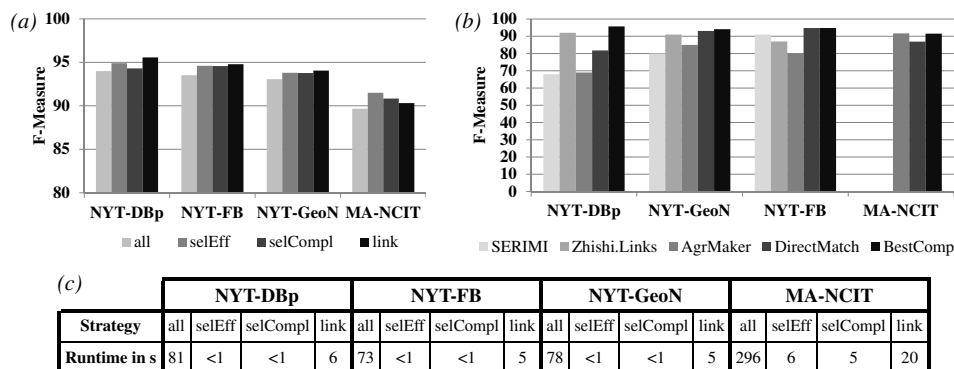 (a)
100
95
90
85
80
F-Measure
NYT-DBp NYT-FB NYT-GeoN MA-NCIT
all selEff selCompl link
(b)
100
90
80
70
60
50
40
30
20
10
0
F-Measure
NYT-DBp NYT-GeoN NYT-FB MA-NCIT
SERIMI Zhishi.Links AgrMaker DirectMatch BestComp
(c)
NYT-DBp NYT-FB NYT-GeoN MA-NCIT
Strategy all selEff selCompl link all selEff selCompl link all selEff selCompl link all selEff selCompl link
Runtime in s 81 <1 <1 6 73 <1 <1 5 78 <1 <1 5 296 6 5 20